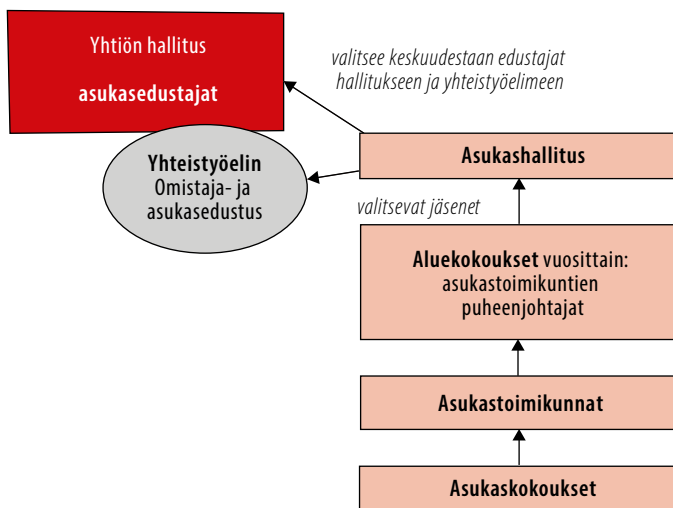 Yhtiön hallitus
asukasedustajat
valitsee keskuudestaan edustajat
hallitukseen ja yhteistyöelimeen
Yhteistyöelin
Omistaja- ja
asukasedustus
Asukashallitus
valitsevat jäsenet
Aluekokoukset vuosittain:
asukastoimikuntien
puheenjohtajat
Asukastoimikunnat
Asukaskokoukset